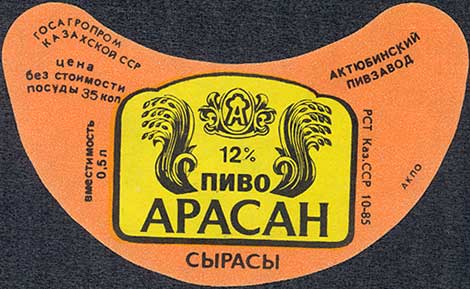 ГОСАГРОПРОМ
КАЗАХСКОЙ ССР
цена
без стоимости
посуды 35 коп
вместимость
0,5 л
А
12%
ПИВО
АРАСАН
СЫРАСЫ
АКТЮБИНСКИЙ
ПИВЗАВОД
РСТ Каз.ССР 10-85
АКПО